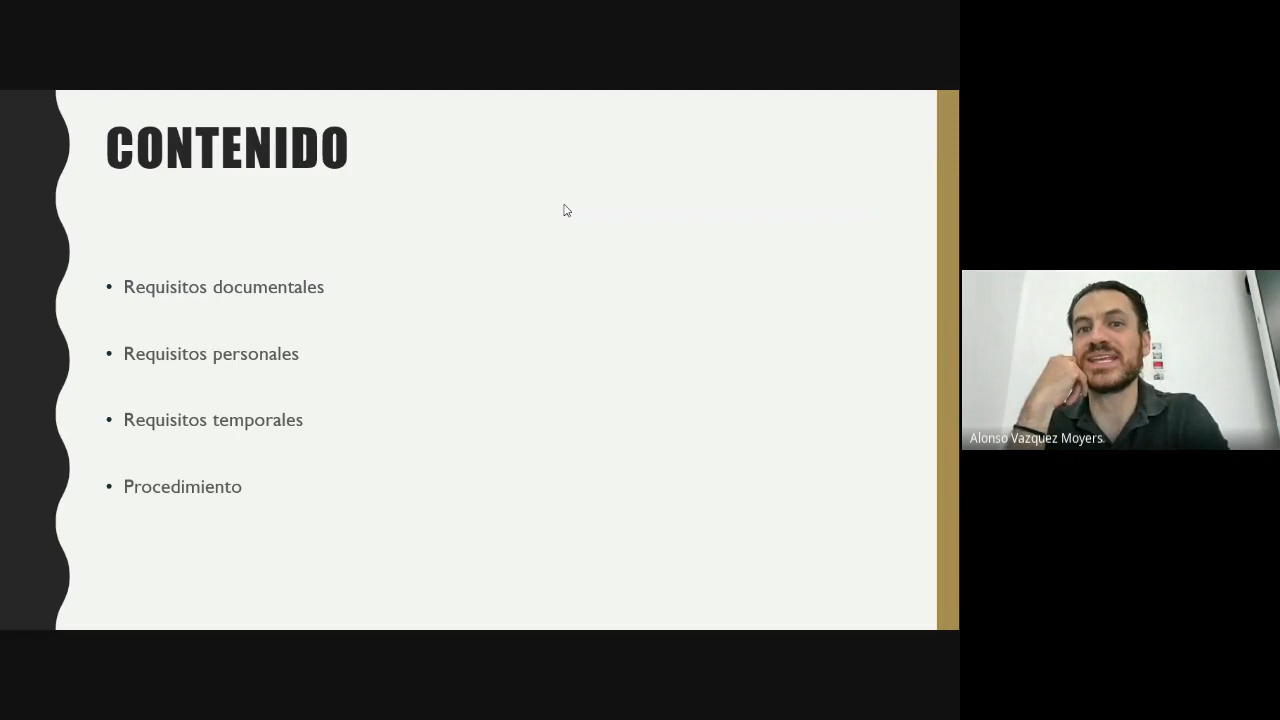 CONTENIDO
• Requisitos documentales
• Requisitos personales
• Requisitos temporales
• Procedimiento
Alonso Vazquez Moyers